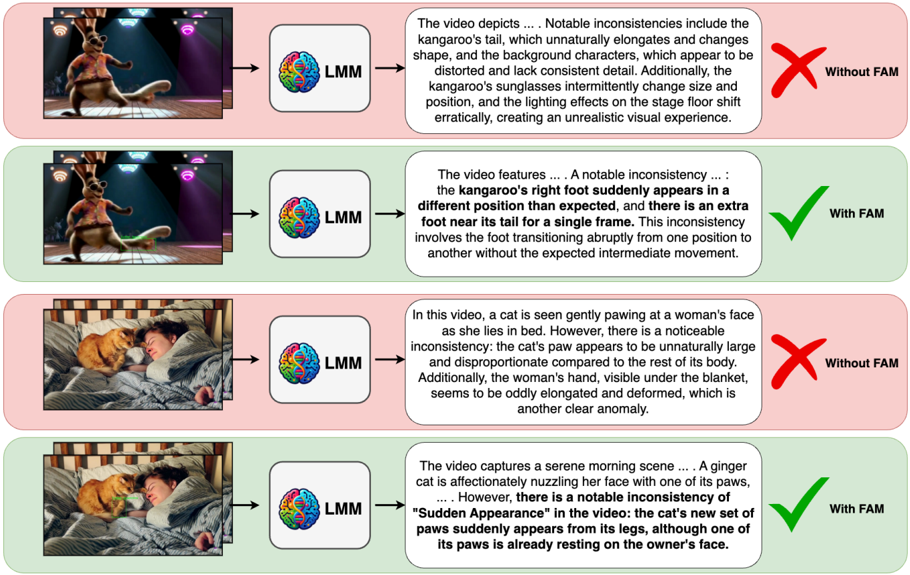 The video depicts ... . Notable inconsistencies include the
kangaroo's tail, which unnaturally elongates and changes
shape, and the background characters, which appear to be
distorted and lack consistent detail. Additionally, the
kangaroo's sunglasses intermittently change size and
position, and the lighting effects on the stage floor shift
erratically, creating an unrealistic visual experience.
LMM
Without FAM
The video features ... . A notable inconsistency ... :
the kangaroo's right foot suddenly appears in a
different position than expected, and there is an extra
foot near its tail for a single frame. This inconsistency
involves the foot transitioning abruptly from one position to
another without the expected intermediate movement.
LMM
With FAM
In this video, a cat is seen gently pawing at a woman's face
as she lies in bed. However, there is a noticeable
inconsistency: the cat's paw appears to be unnaturally large
and disproportionate compared to the rest of its body.
Additionally, the woman's hand, visible under the blanket,
seems to be oddly elongated and deformed, which is
another clear anomaly.
LMM
Without FAM
The video captures a serene morning scene ... . A ginger
cat is affectionately nuzzling her face with one of its paws,
... . However, there is a notable inconsistency of
"Sudden Appearance" in the video: the cat's new set of
paws suddenly appears from its legs, although one of
its paws is already resting on the owner's face.
LMM
With FAM